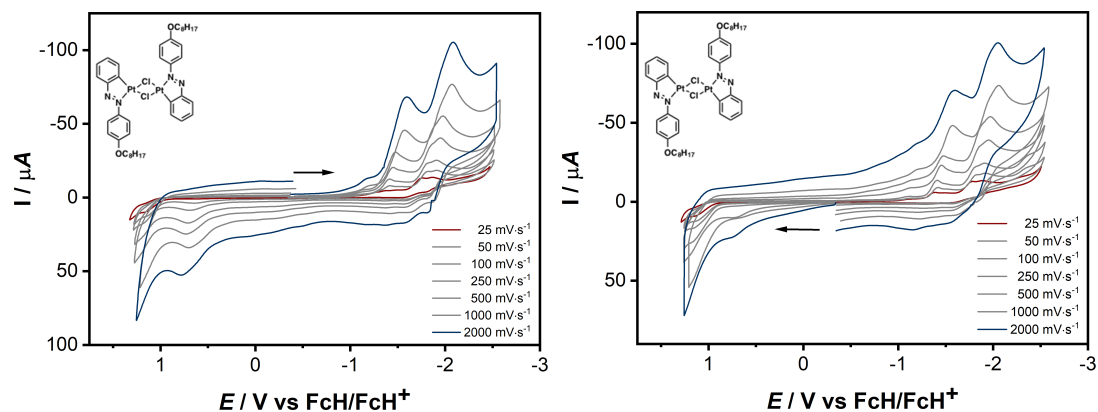 OC₈H₁₇
N
N
Pt
Cl
Cl
Pt
N
N
OC₈H₁₇
-100
-50
0
50
100
I / µA
1
0
-1
-2
-3
E / V vs FcH/FcH⁺
25 mV·s⁻¹
50 mV·s⁻¹
100 mV·s⁻¹
250 mV·s⁻¹
500 mV·s⁻¹
1000 mV·s⁻¹
2000 mV·s⁻¹
OC₈H₁₇
N
N
Pt
Cl
Cl
Pt
N
N
OC₈H₁₇
-100
-50
0
50
I / µA
1
0
-1
-2
-3
E / V vs FcH/FcH⁺
25 mV·s⁻¹
50 mV·s⁻¹
100 mV·s⁻¹
250 mV·s⁻¹
500 mV·s⁻¹
1000 mV·s⁻¹
2000 mV·s⁻¹